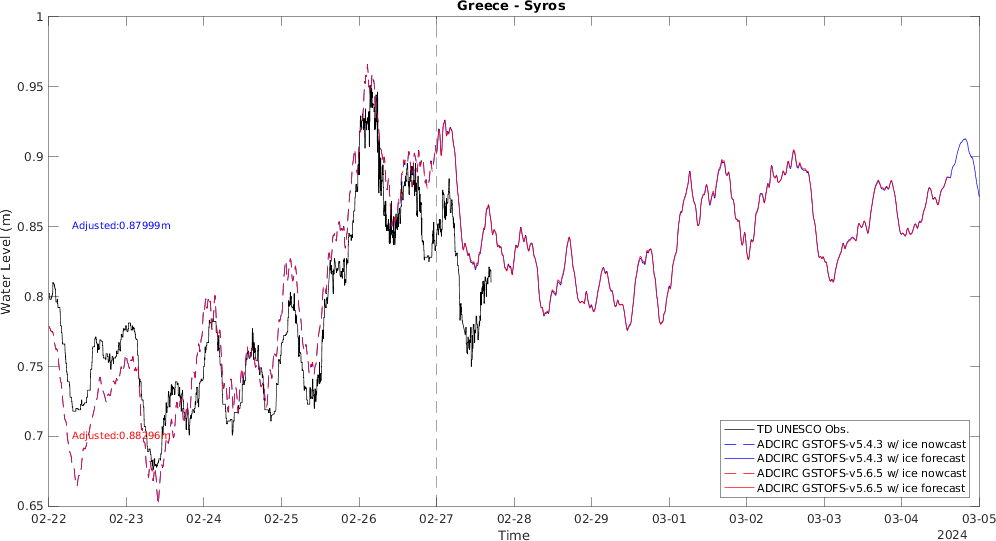 Greece - Syros
1
0.95
0.9
0.85
0.8
0.75
0.7
0.65
Water Level (m)
Adjusted:0.87999m
Adjusted:0.88296m
TD UNESCO Obs.
ADCIRC GSTOFS-v5.4.3 w/ ice nowcast
ADCIRC GSTOFS-v5.4.3 w/ ice forecast
ADCIRC GSTOFS-v5.6.5 w/ ice nowcast
ADCIRC GSTOFS-v5.6.5 w/ ice forecast
02-22 02-23 02-24 02-25 02-26 02-27 02-28 02-29 03-01 03-02 03-03 03-04 03-05
Time
2024